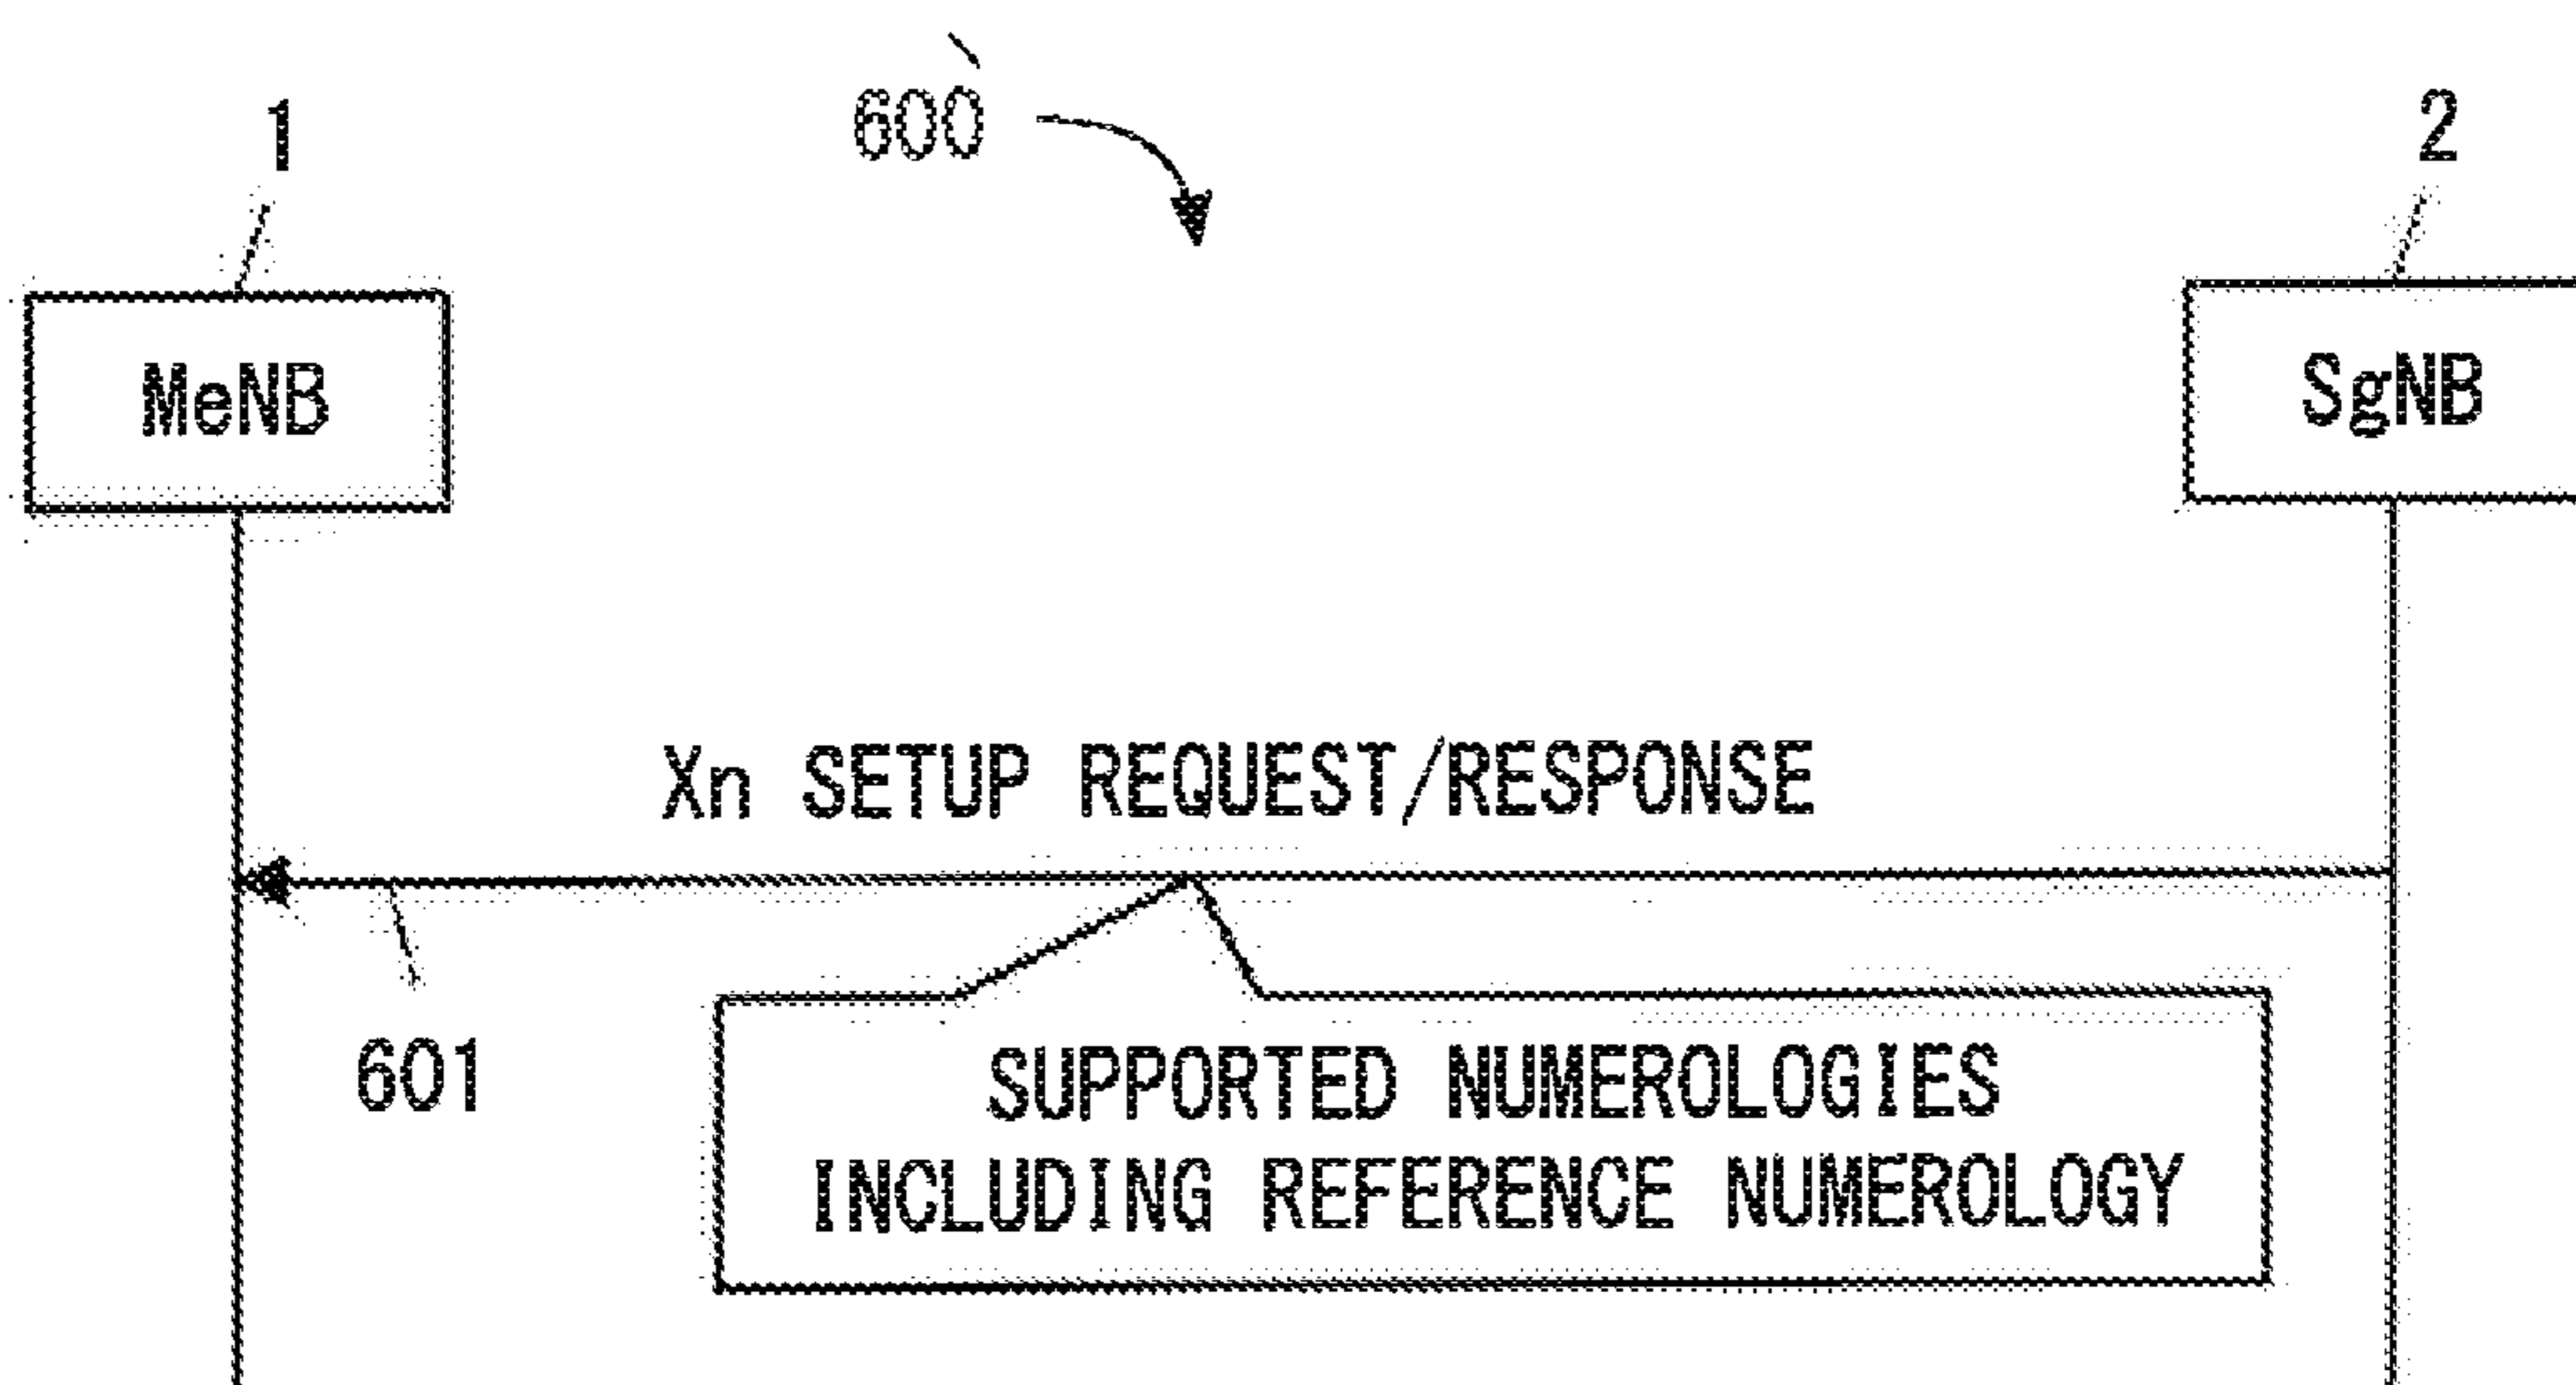 1
600
2
MeNB
SgNB
Xn SETUP REQUEST/RESPONSE
601
SUPPORTED NUMEROLOGIES
INCLUDING REFERENCE NUMEROLOGY